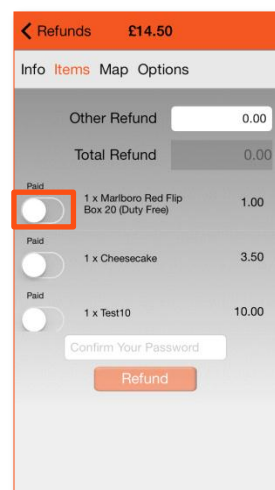 Refunds £14.50
Info Items Map Options
Other Refund 0.00
Total Refund 0.00
Paid
1 x Marlboro Red Flip 1.00
Box 20 (Duty Free)
Paid
1 x Cheesecake 3.50
Paid
1 x Test10 10.00
Confirm Your Password
Refund